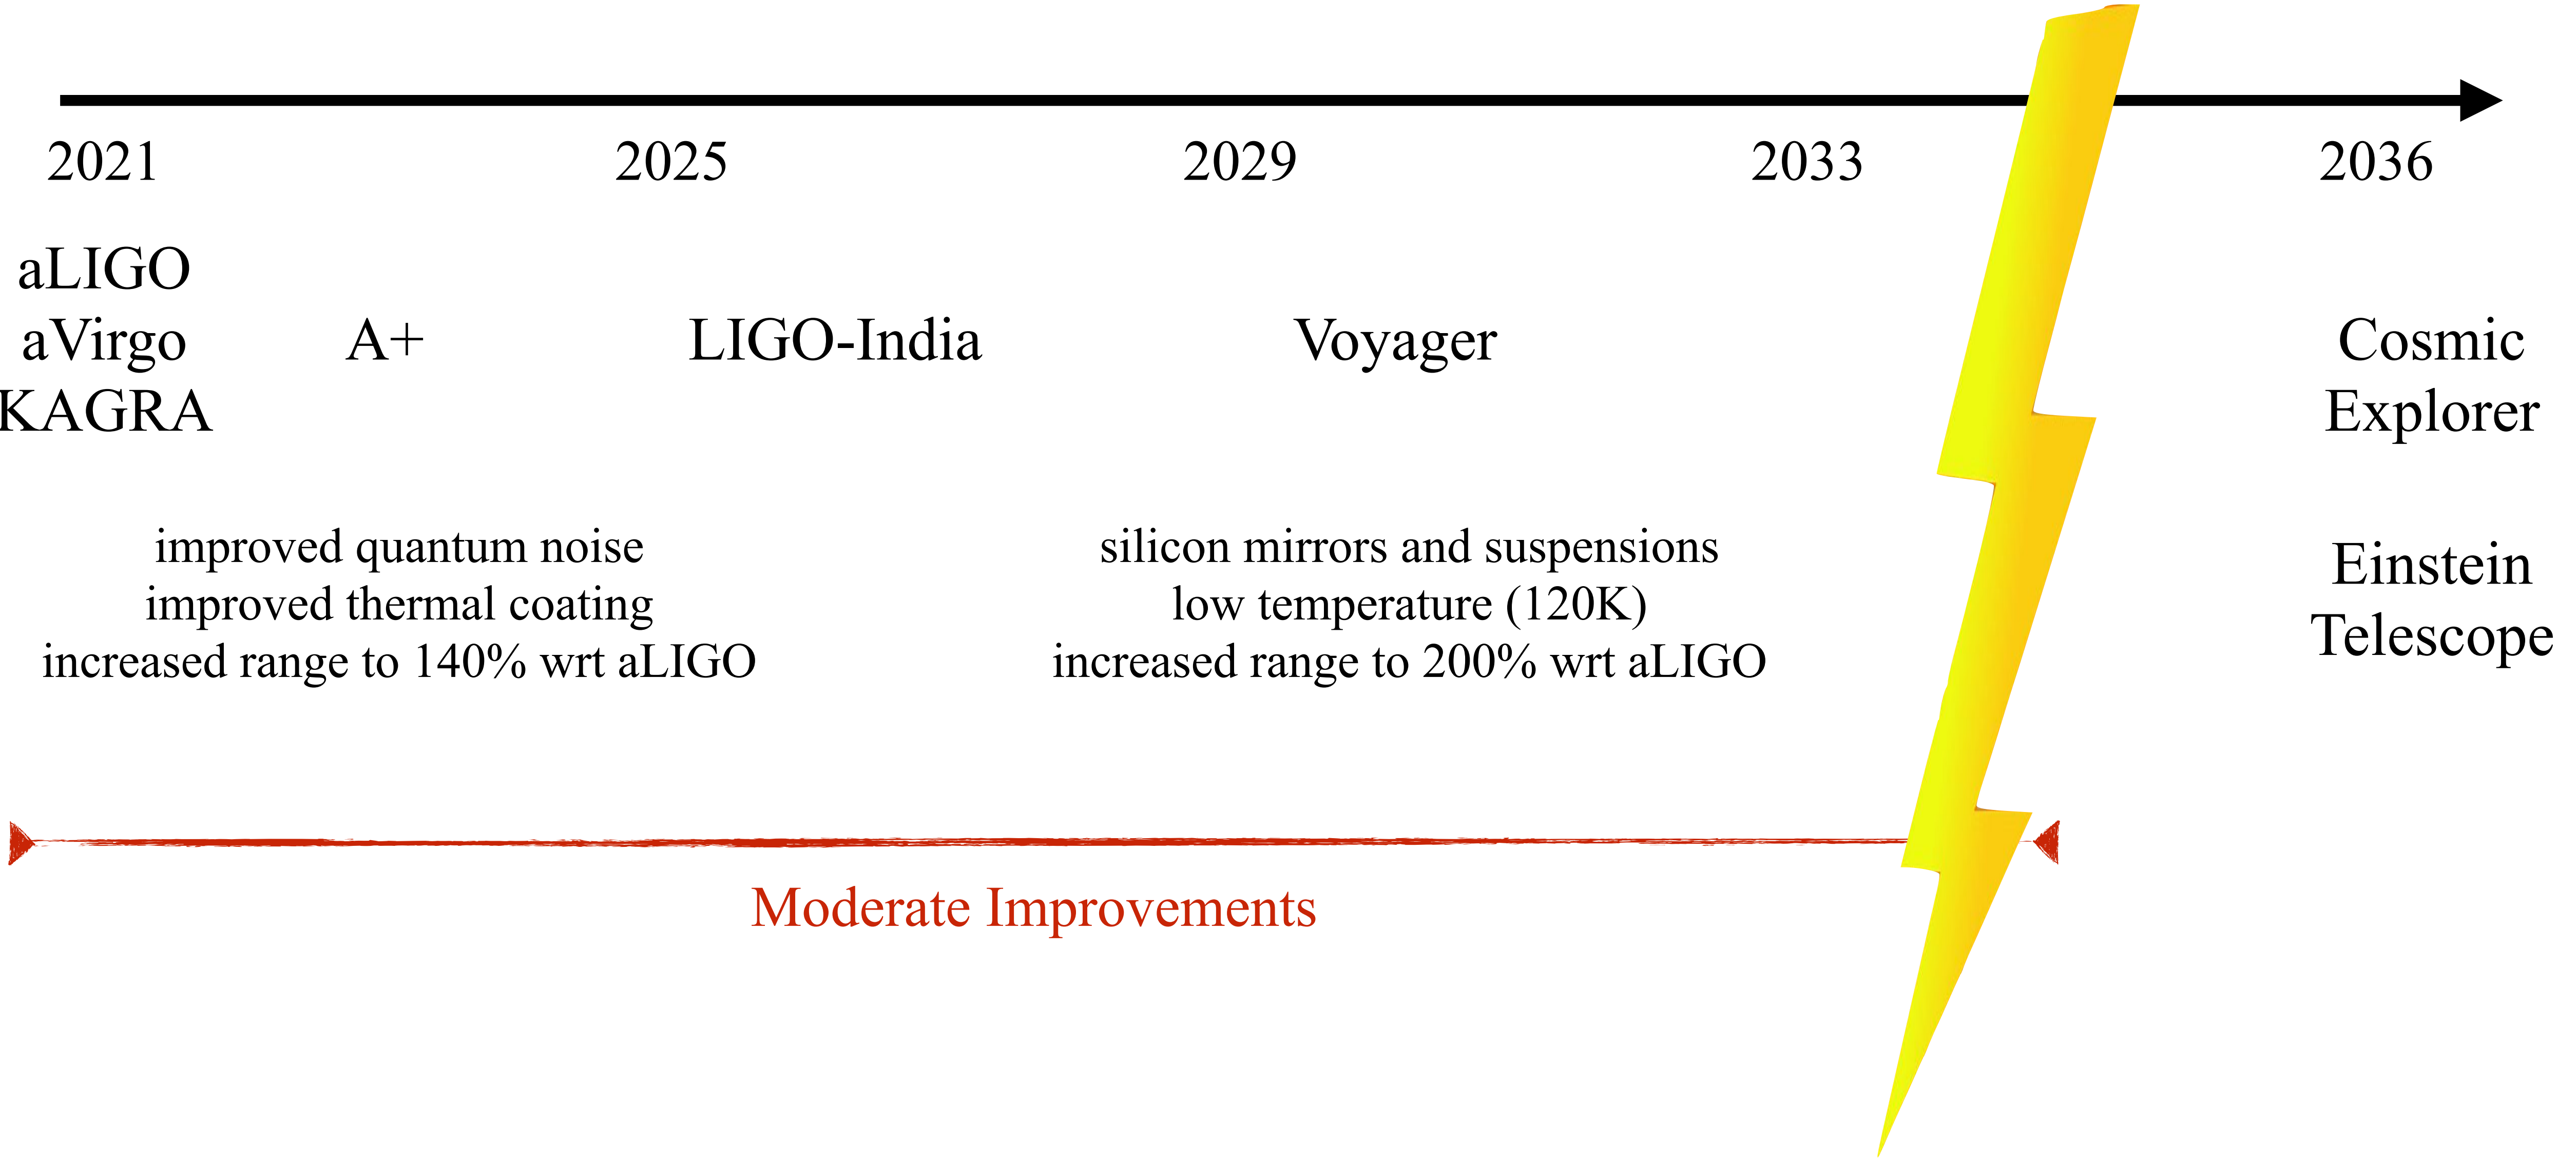 2021 2025 2029 2033 2036
aLIGO
aVirgo
KAGRA
A+
LIGO-India
Voyager
Cosmic
Explorer
improved quantum noise
improved thermal coating
increased range to 140% wrt aLIGO
silicon mirrors and suspensions
low temperature (120K)
increased range to 200% wrt aLIGO
Einstein
Telescope
Moderate Improvements